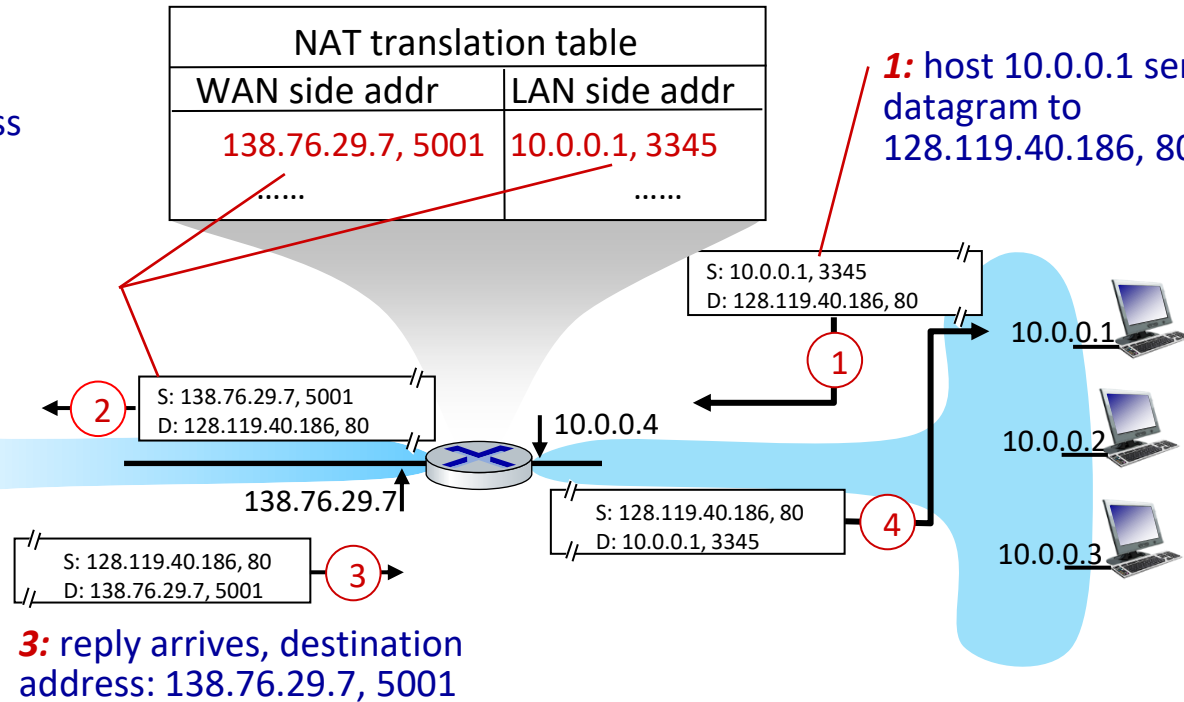 NAT translation table
WAN side addr LAN side addr
138.76.29.7, 5001 10.0.0.1, 3345
...... ......
1: host 10.0.0.1
datagram to
128.119.40.186,
S: 10.0.0.1, 3345
D: 128.119.40.186, 80
1
10.0.0.1
S: 138.76.29.7, 5001
D: 128.119.40.186, 80
2
10.0.0.4
10.0.0.2
138.76.29.7
S: 128.119.40.186, 80
D: 10.0.0.1, 3345
4
10.0.0.3
S: 128.119.40.186, 80
D: 138.76.29.7, 5001
3
3: reply arrives, destination
address: 138.76.29.7, 5001